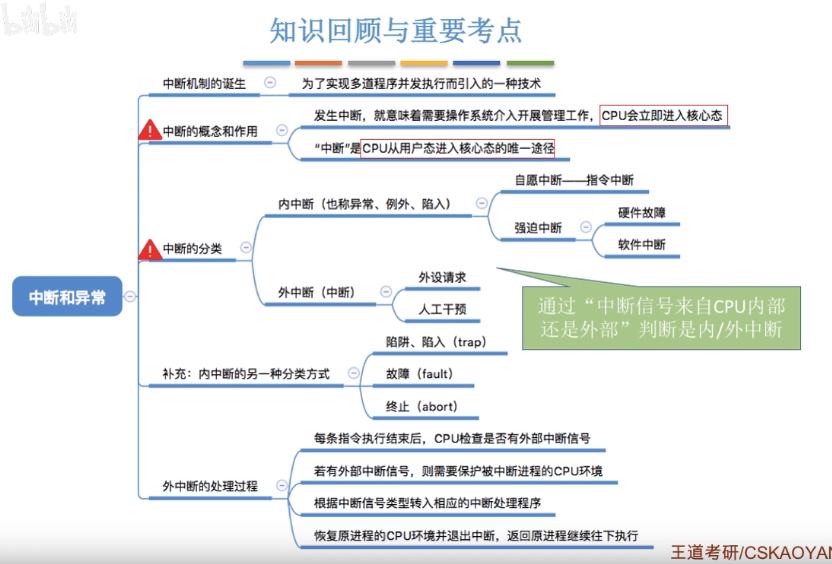 bilibili
知识回顾与重要考点
中断机制的诞生
为了实现多道程序并发执行而引入的一种技术
中断的概念和作用
发生中断，就意味着需要操作系统介入开展管理工作，CPU会立即进入核心态
“中断”是CPU从用户态进入核心态的唯一途径
中断和异常
中断的分类
内中断（也称异常、例外、陷入）
自愿中断——指令中断
强迫中断
硬件故障
软件中断
外中断（中断）
外设请求
人工干预
通过“中断信号来自CPU内部
还是外部”判断是内/外中断
补充：内中断的另一种分类方式
陷阱、陷入（trap）
故障（fault）
终止（abort）
外中断的处理过程
每条指令执行结束后，CPU检查是否有外部中断信号
若有外部中断信号，则需要保护被中断进程的CPU环境
根据中断信号类型转入相应的中断处理程序
恢复原进程的CPU环境并退出中断，返回原进程继续往下执行
王道考研/CSKAOYAN